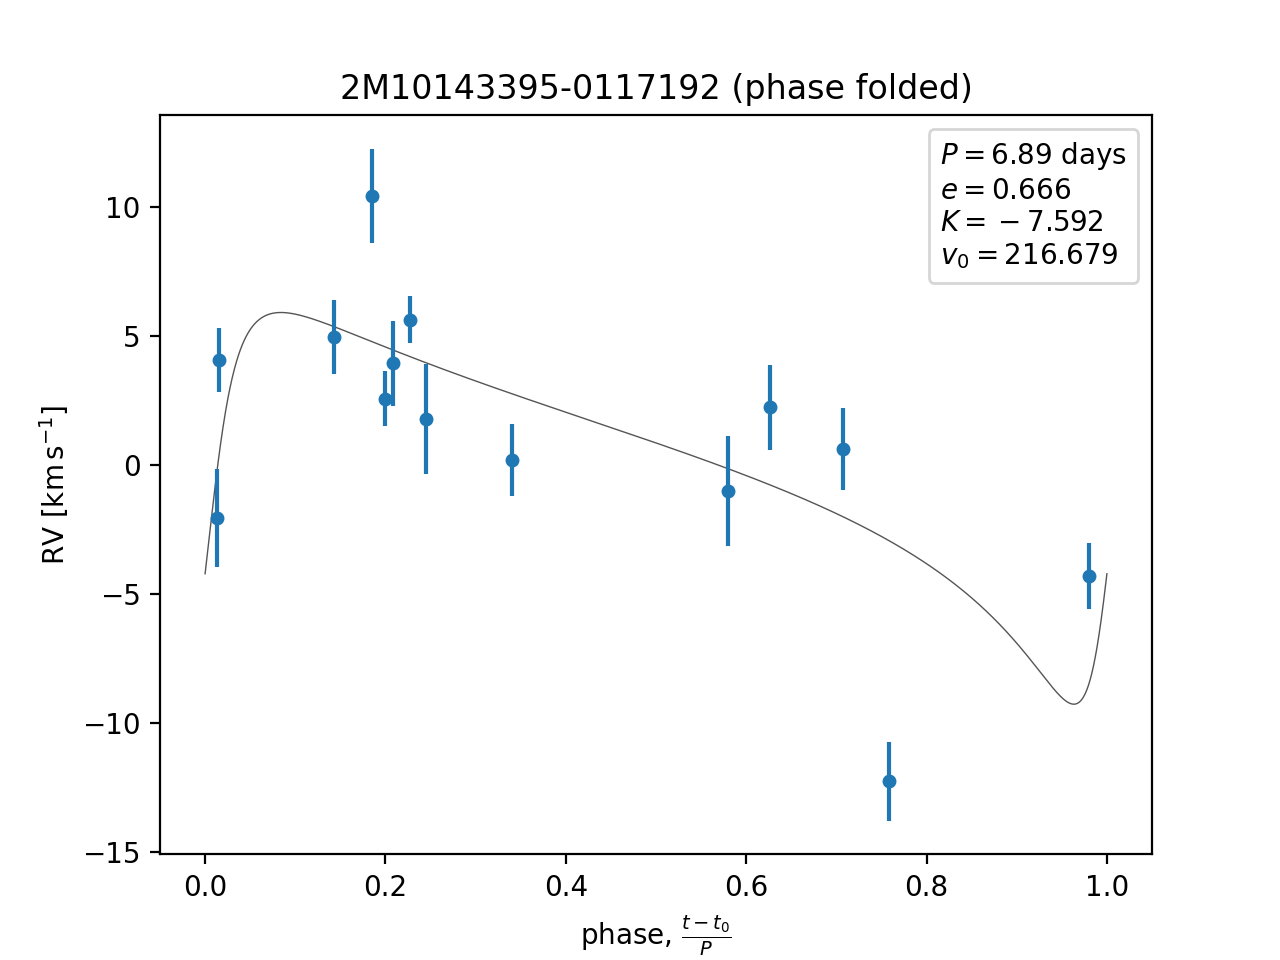 2M10143395-0117192 (phase folded)
P = 6.89 days
e = 0.666
K = −7.592
v₀ = 216.679
RV [km s⁻¹]
10
5
0
−5
−10
−15
0.0 0.2 0.4 0.6 0.8 1.0
phase, (t − t₀)/P